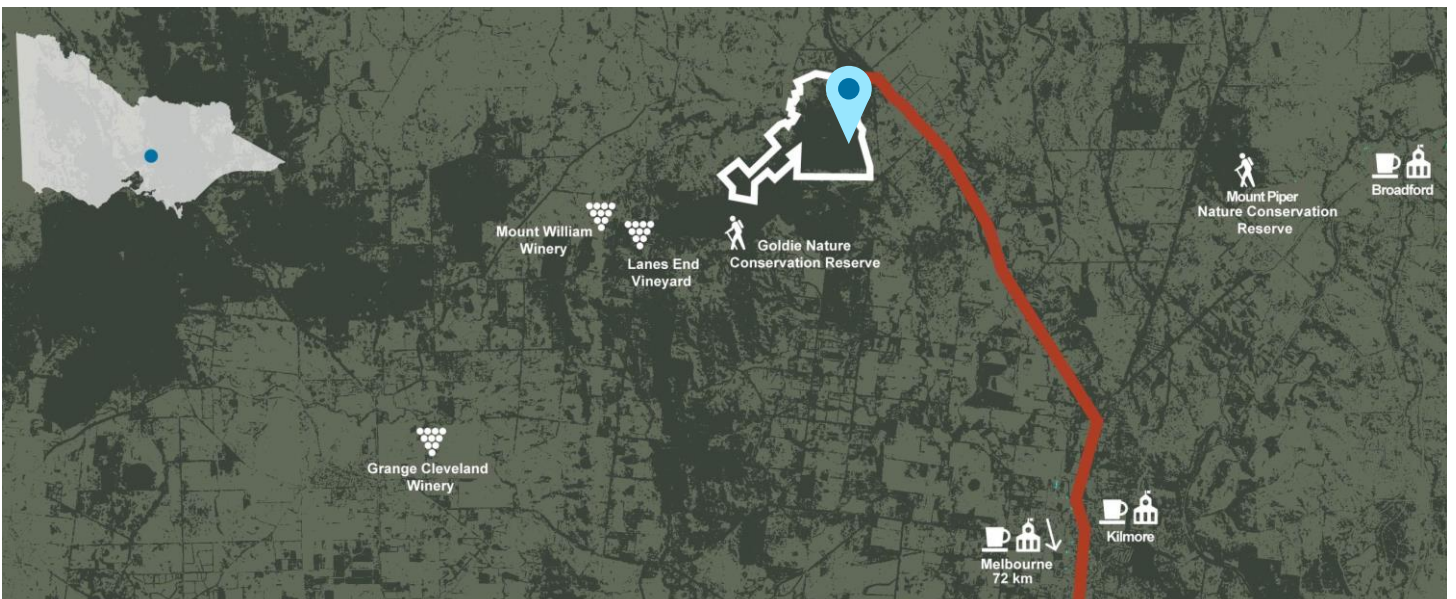 Broadford
Mount Piper
Nature Conservation
Reserve
Mount William
Winery
Goldie Nature
Conservation Reserve
Lanes End
Vineyard
Grange Cleveland
Winery
Kilmore
Melbourne
72 km